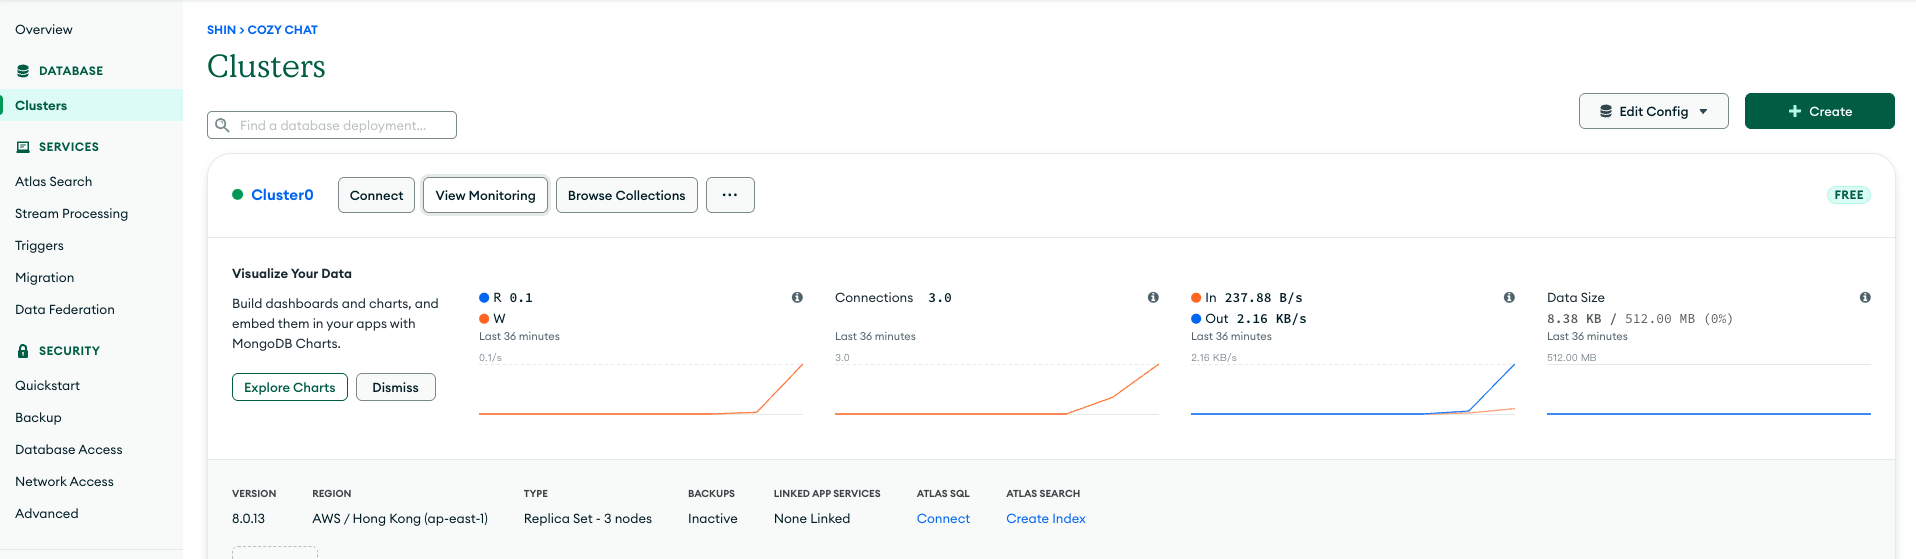 Overview
DATABASE
Clusters
SERVICES
Atlas Search
Stream Processing
Triggers
Migration
Data Federation
SECURITY
Quickstart
Backup
Database Access
Network Access
Advanced
SHIN > COZY CHAT
Clusters
Find a database deployment...
Edit Config
+ Create
Cluster0
Connect
View Monitoring
Browse Collections
...
FREE
Visualize Your Data
Build dashboards and charts, and
embed them in your apps with
MongoDB Charts.
Explore Charts
Dismiss
R 0.1
W
Last 36 minutes
0.1/s
Connections 3.0
Last 36 minutes
3.0
In 237.88 B/s
Out 2.16 KB/s
Last 36 minutes
2.16 KB/s
Data Size
8.38 KB / 512.00 MB (0%)
Last 36 minutes
512.00 MB
VERSION
8.0.13
REGION
AWS / Hong Kong (ap-east-1)
TYPE
Replica Set - 3 nodes
BACKUPS
Inactive
LINKED APP SERVICES
None Linked
ATLAS SQL
Connect
ATLAS SEARCH
Create Index